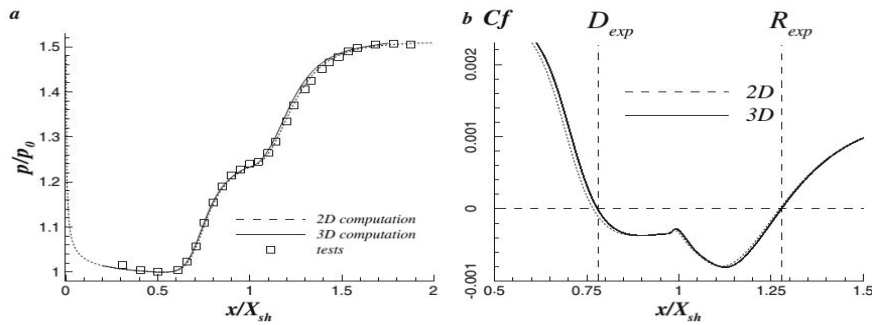 a
1.5
1.4
1.3
1.2
1.1
1
p/p0
2D computation
3D computation
tests
0 0.5 1 1.5 2
x/Xsh
b Cf Dexp Rexp
0.002
0.001
0
-0.001
2D
3D
0.5 0.75 1 1.25 1.5
x/Xsh